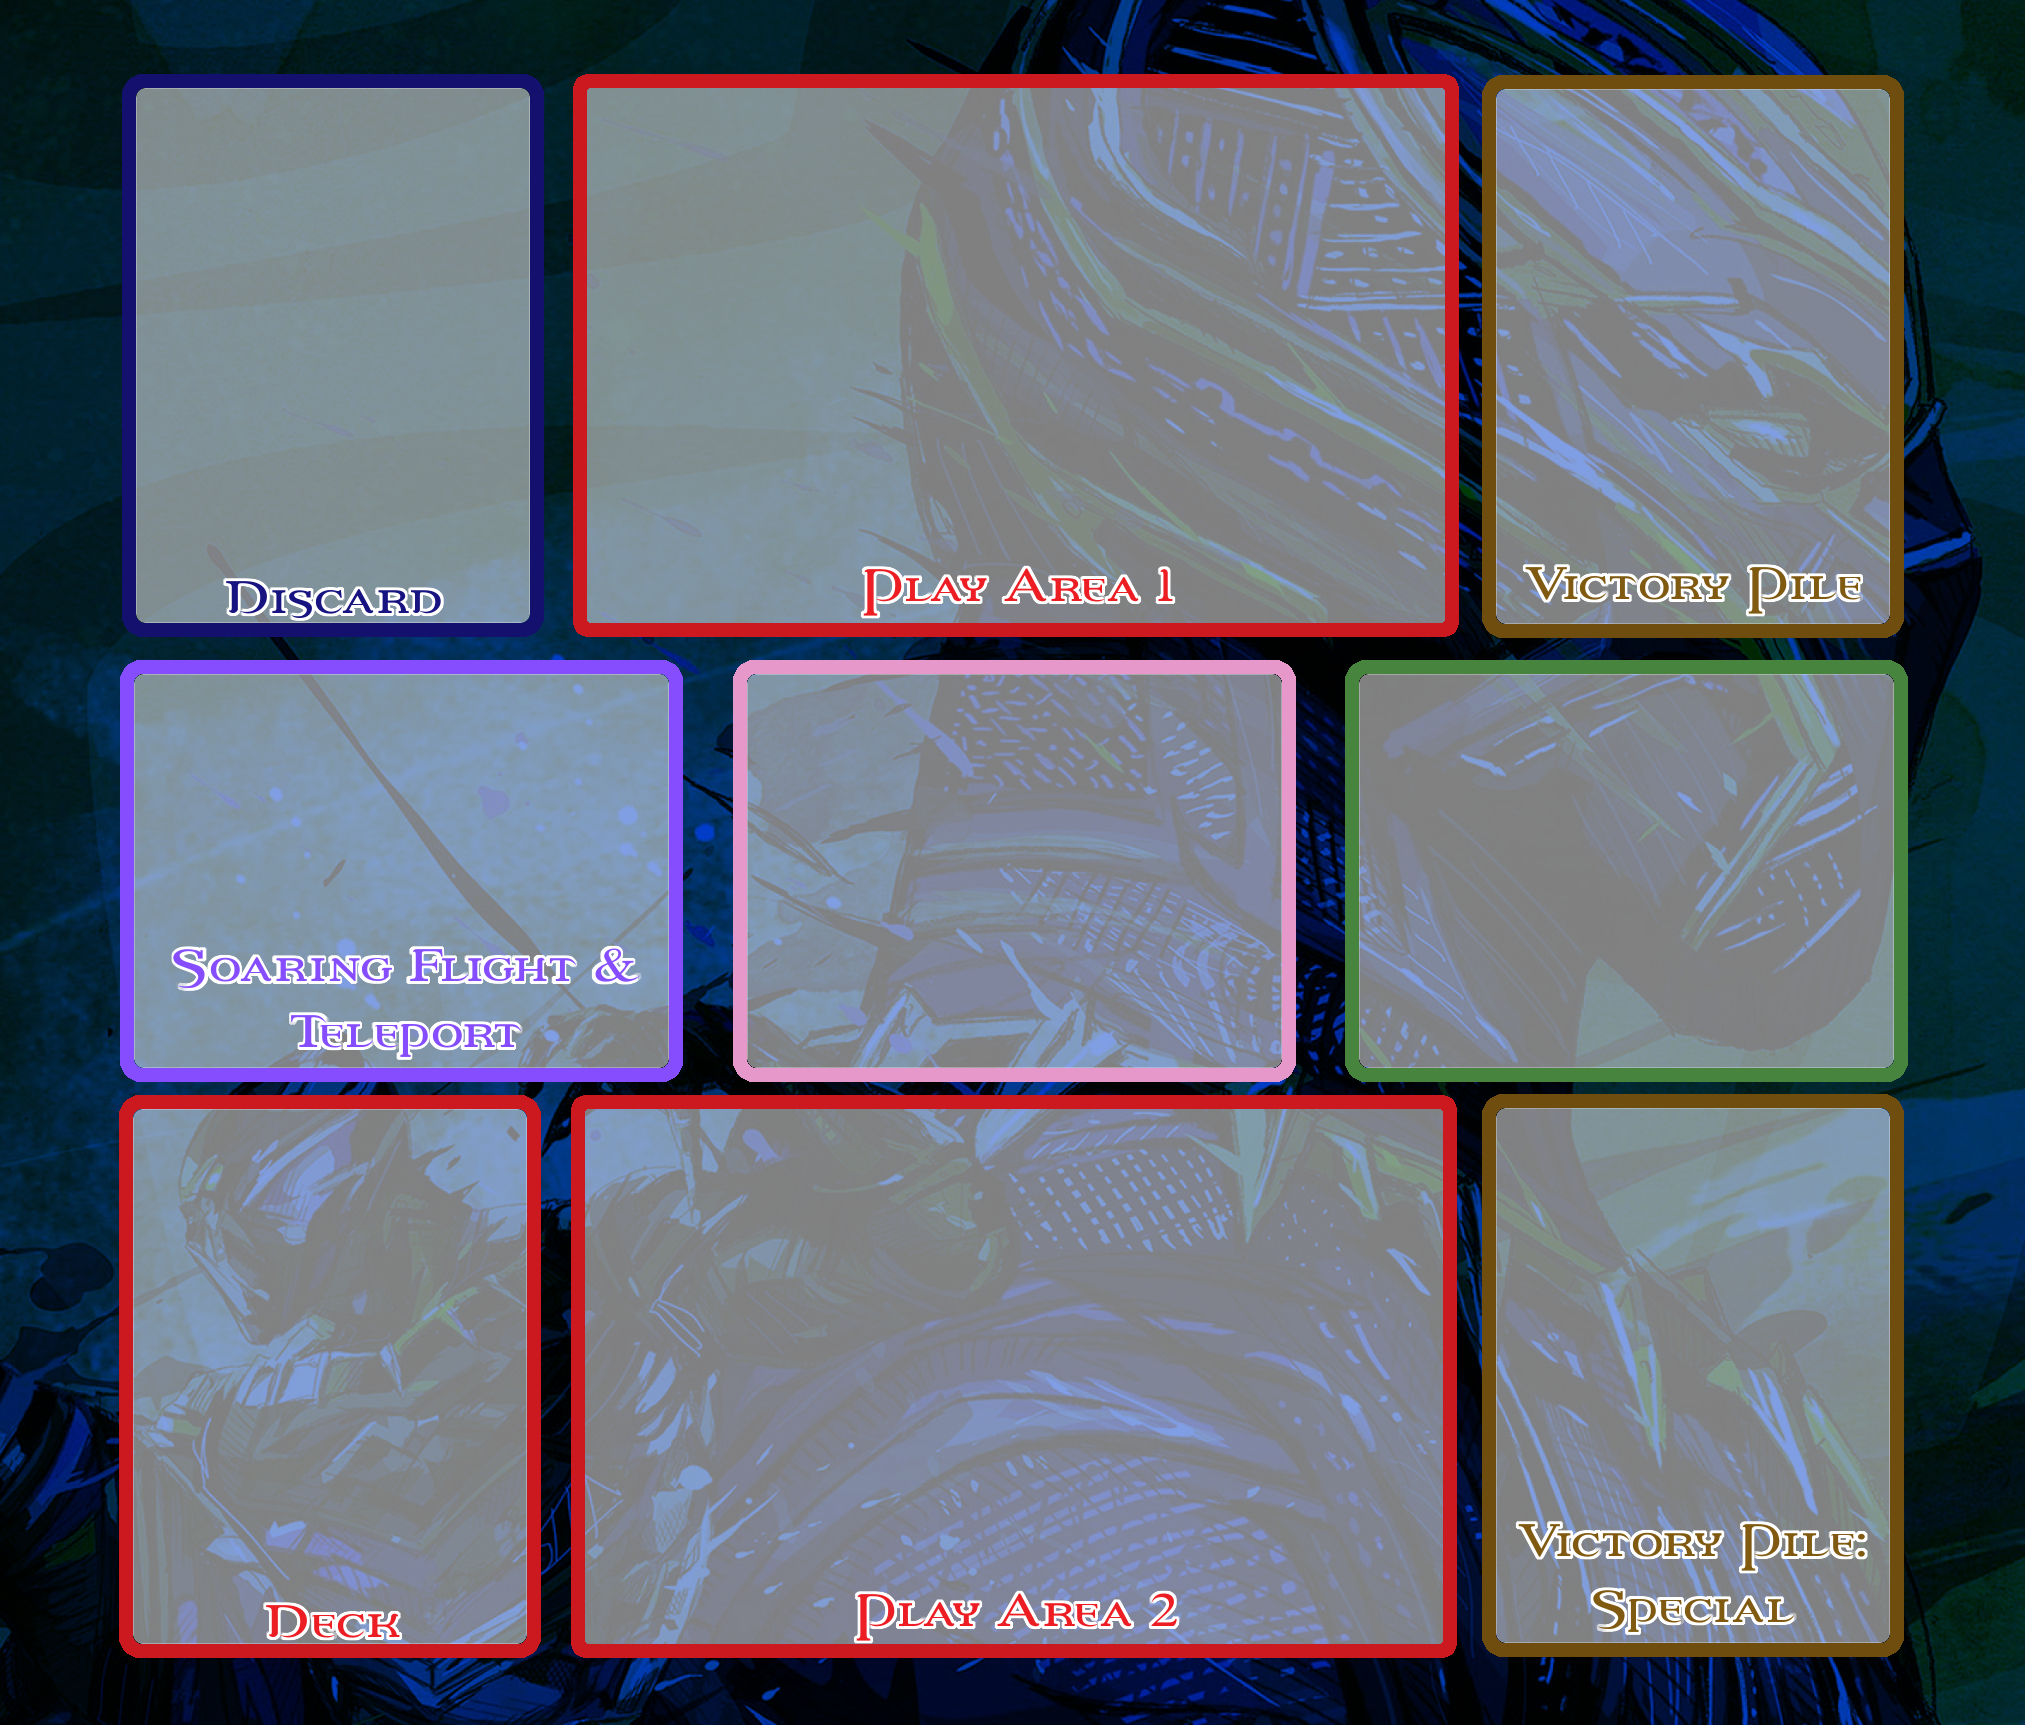 Discard
Play Area 1
Victory Pile
Soaring Flight &
Teleport
Deck
Play Area 2
Victory Pile:
Special